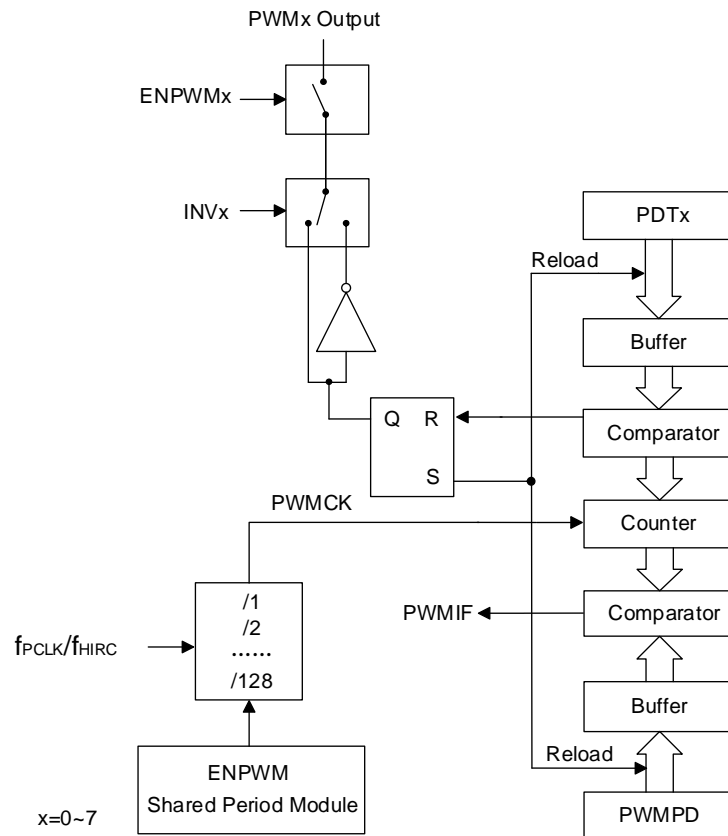 PWMx Output
ENPWMx
INVx
PDTx
Reload
Buffer
Q R
S
Comparator
PWMCK
Counter
/1
/2
......
/128
fPCLK/fHIRC
PWMIF
Comparator
Buffer
Reload
ENPWM
Shared Period Module
PWMPD
x=0~7